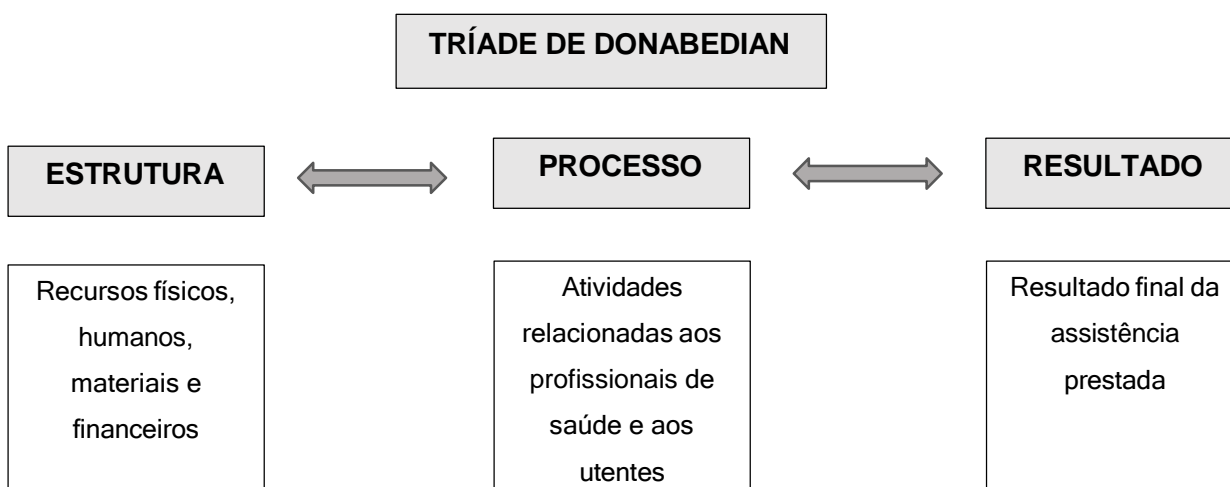 TRÍADE DE DONABEDIAN
ESTRUTURA
PROCESSO
RESULTADO
Recursos físicos,
humanos,
materiais e
financeiros
Atividades
relacionadas aos
profissionais de
saúde e aos
utentes
Resultado final da
assistência
prestada